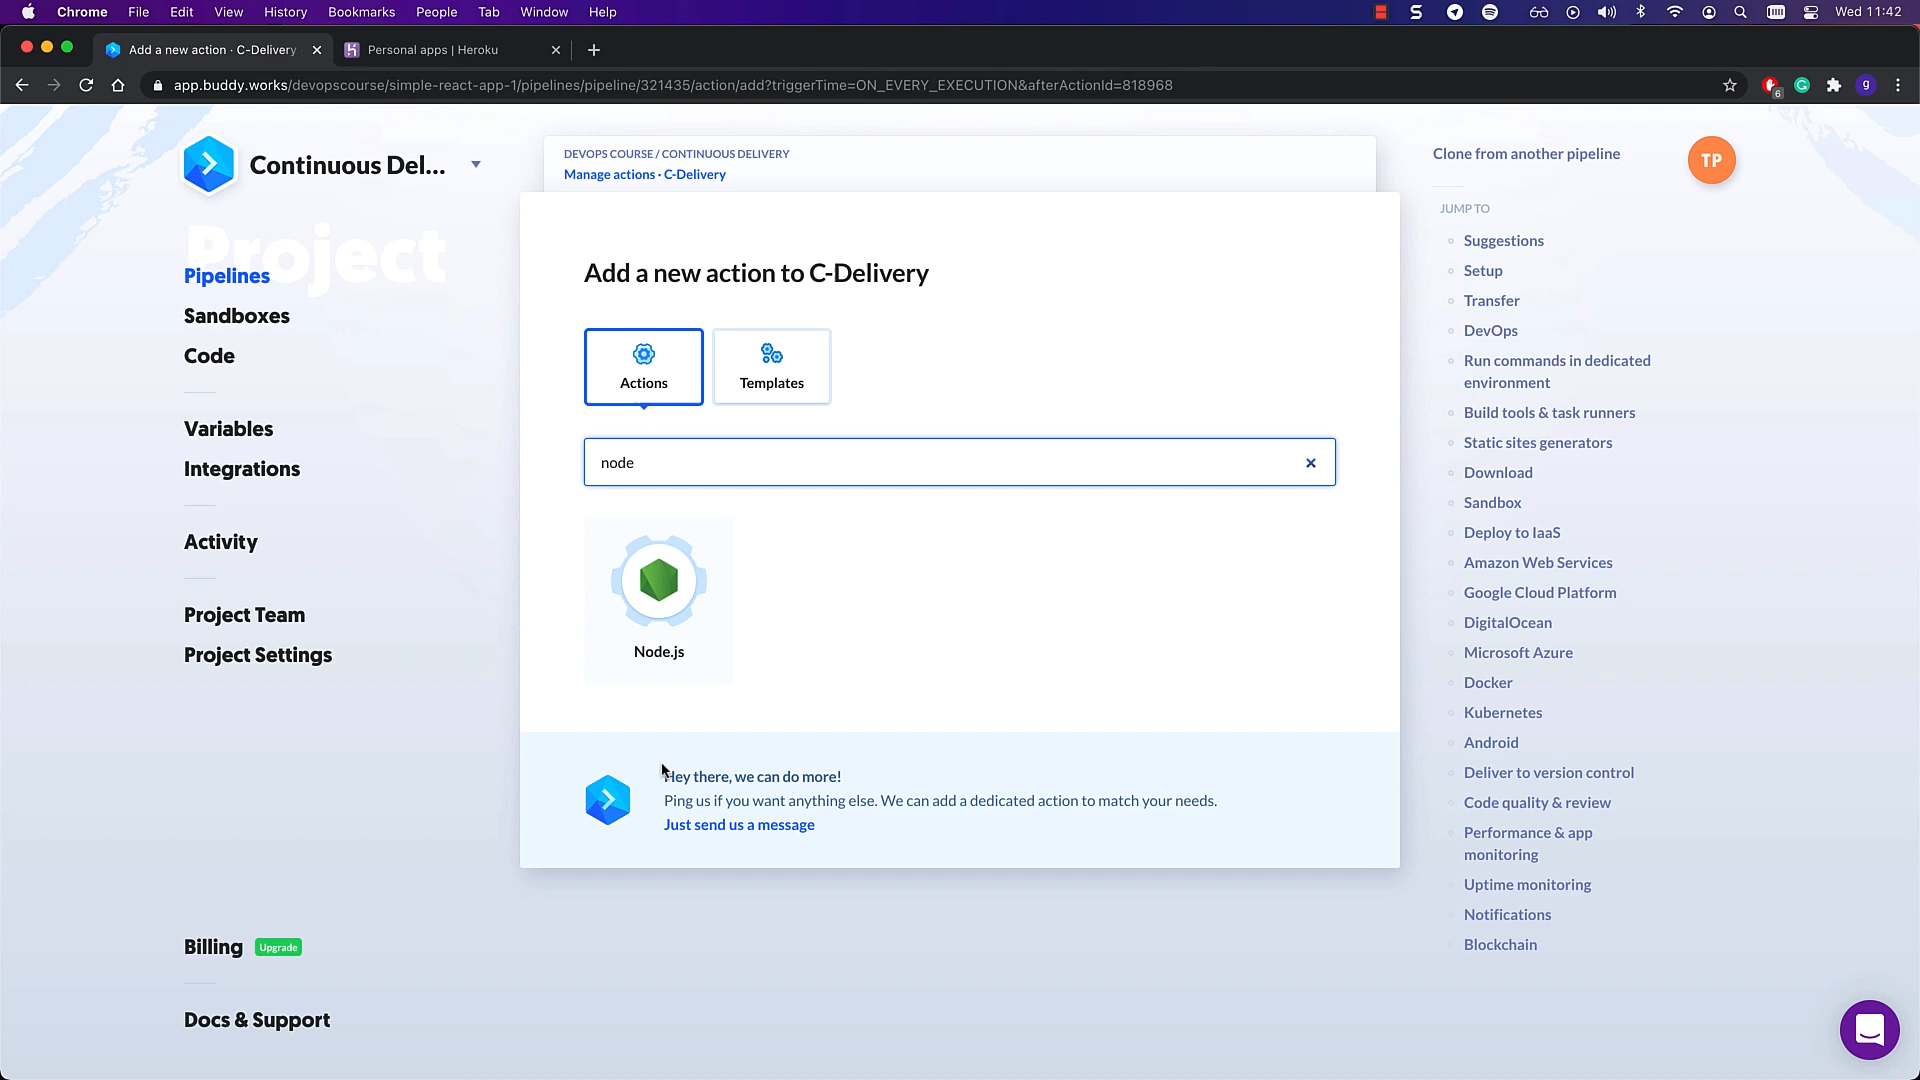 Chrome File Edit View History Bookmarks People Tab Window Help Wed 11:42
Add a new action · C-Delivery
Personal apps | Heroku
app.buddy.works/devopscourse/simple-react-app-1/pipelines/pipeline/321435/action/add?triggerTime=ON_EVERY_EXECUTION&afterActionId=818968
6
g
Continuous Del...
Project
Pipelines
Sandboxes
Code
Variables
Integrations
Activity
Project Team
Project Settings
Billing Upgrade
Docs & Support
DEVOPS COURSE / CONTINUOUS DELIVERY
Manage actions · C-Delivery
Add a new action to C-Delivery
Actions
Templates
node
Node.js
Hey there, we can do more!
Ping us if you want anything else. We can add a dedicated action to match your needs.
Just send us a message
Clone from another pipeline
TP
JUMP TO
Suggestions
Setup
Transfer
DevOps
Run commands in dedicated
environment
Build tools & task runners
Static sites generators
Download
Sandbox
Deploy to IaaS
Amazon Web Services
Google Cloud Platform
DigitalOcean
Microsoft Azure
Docker
Kubernetes
Android
Deliver to version control
Code quality & review
Performance & app
monitoring
Uptime monitoring
Notifications
Blockchain